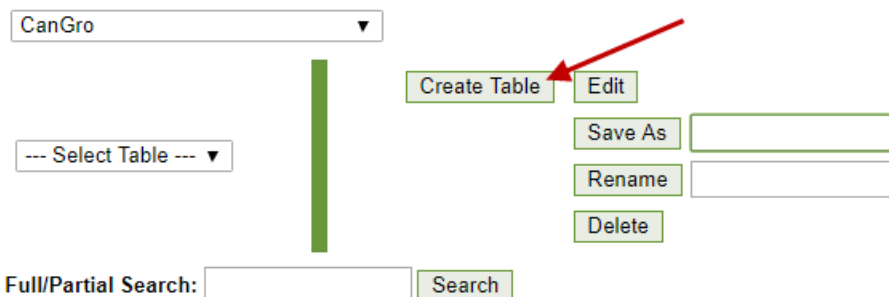 CanGro
Create Table Edit
Save As
--- Select Table ---
Rename
Delete
Full/Partial Search: Search